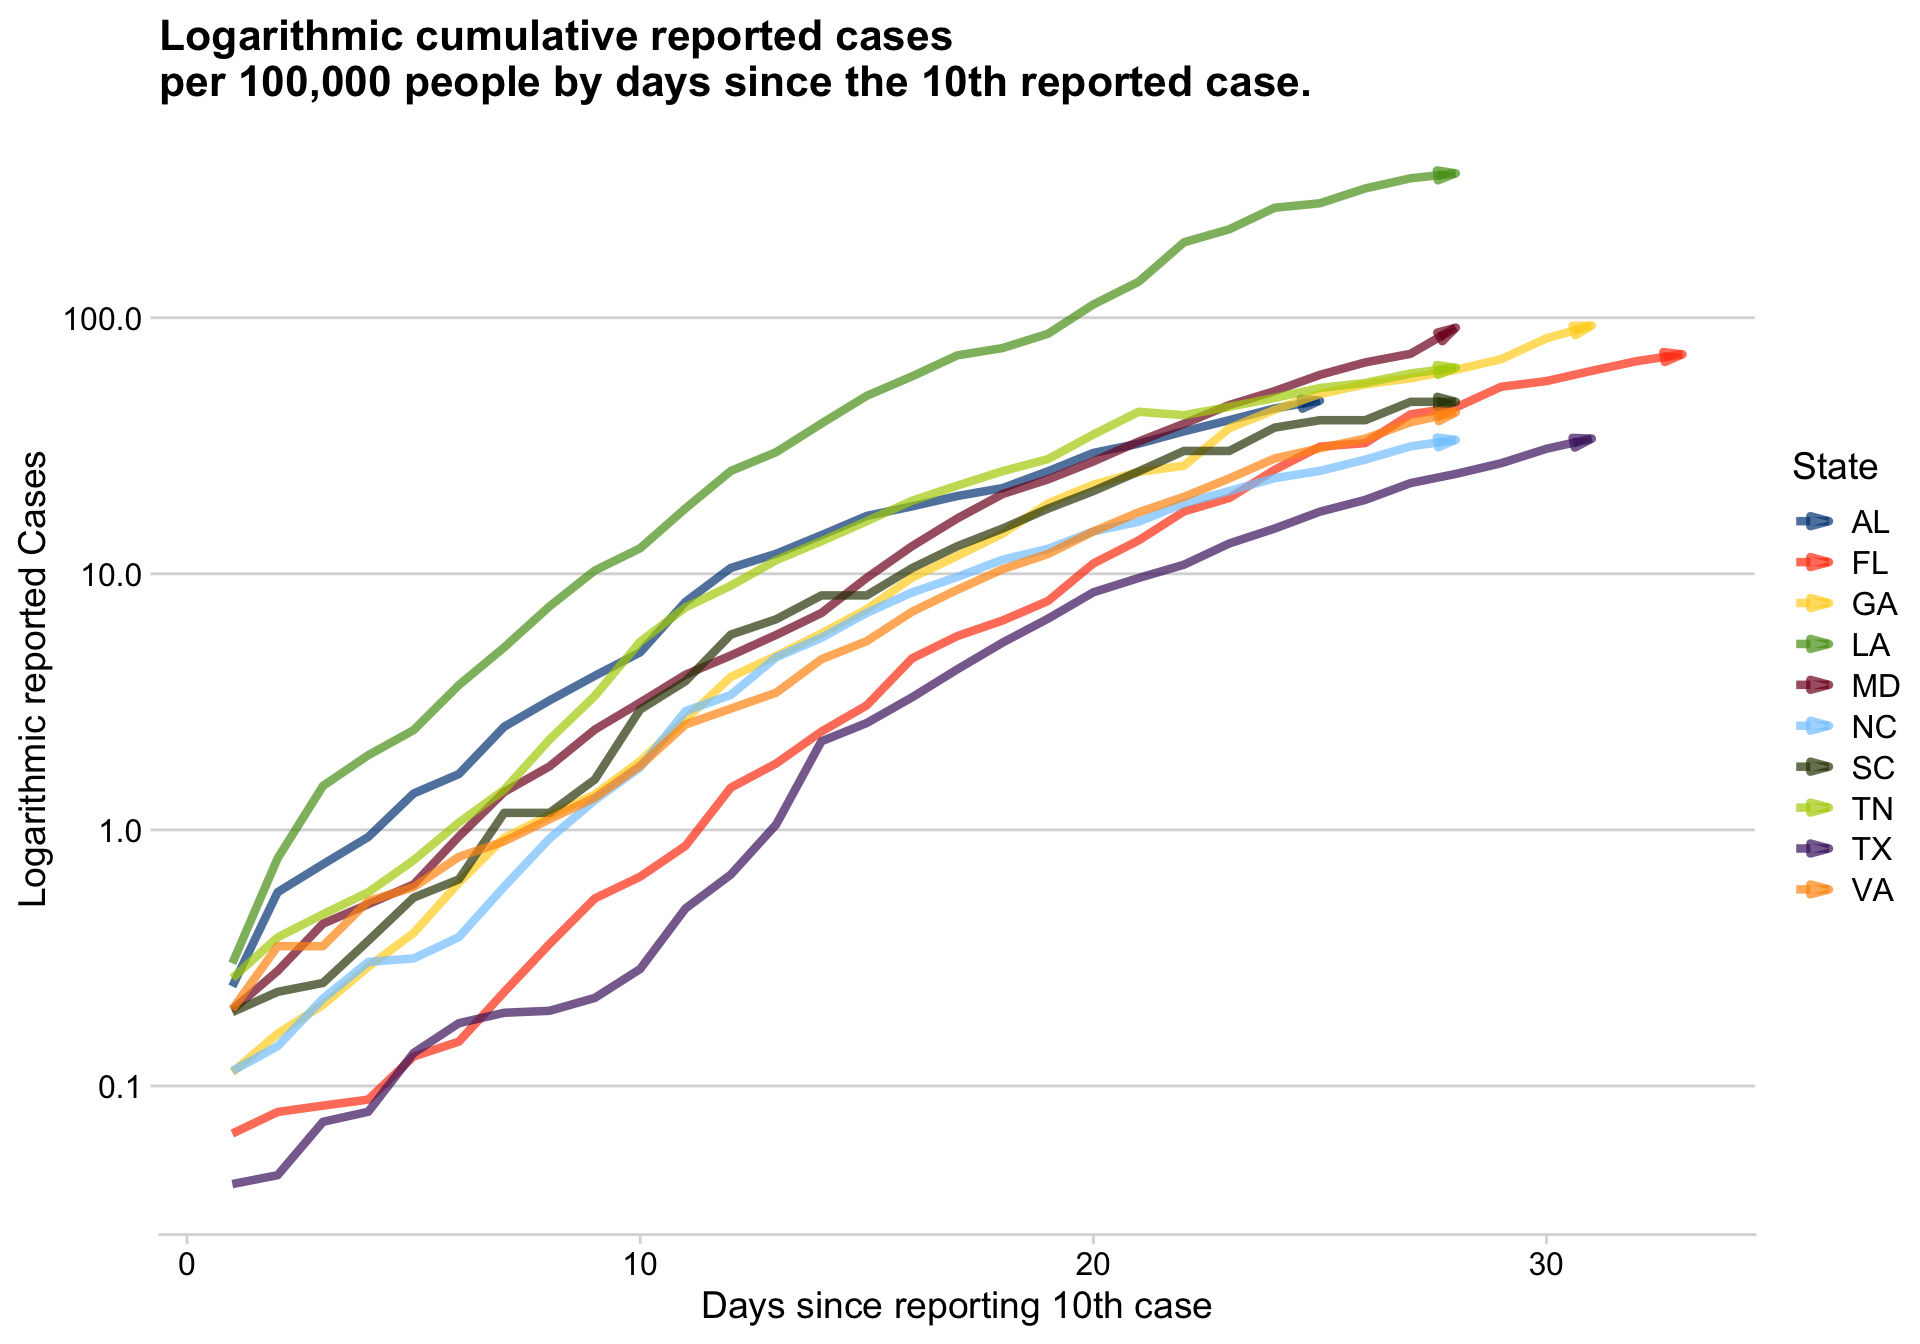 Logarithmic cumulative reported cases
per 100,000 people by days since the 10th reported case.
Logarithmic reported Cases
100.0
10.0
1.0
0.1
0
10
20
30
Days since reporting 10th case
State
AL
FL
GA
LA
MD
NC
SC
TN
TX
VA